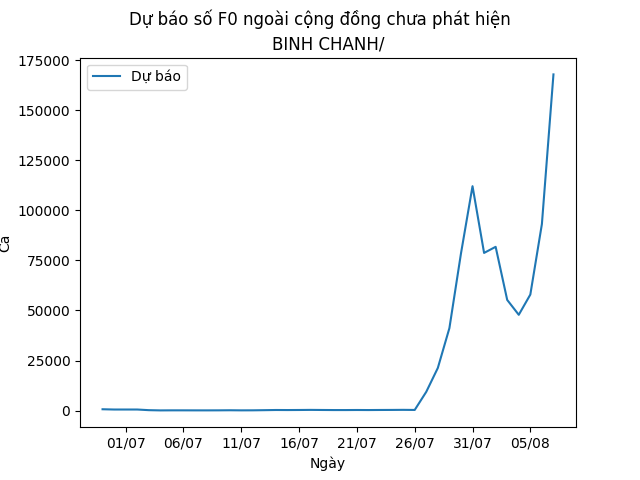 Dự báo số F0 ngoài cộng đồng chưa phát hiện
BINH CHANH/
175000
150000
125000
100000
75000
50000
25000
0
Ca
Dự báo
01/07 06/07 11/07 16/07 21/07 26/07 31/07 05/08
Ngày